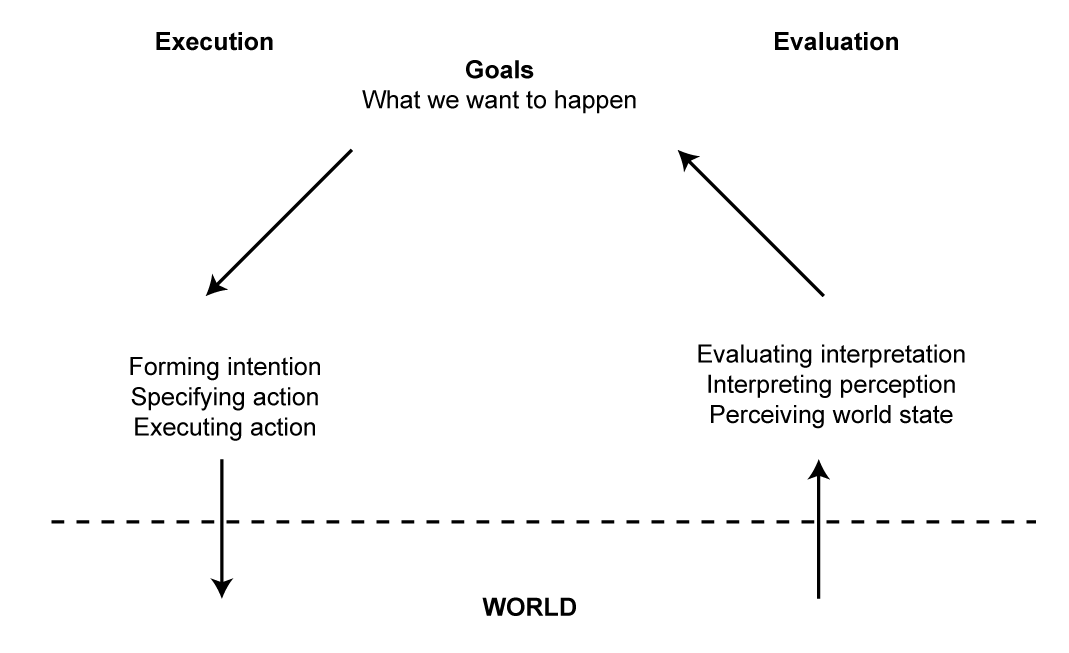 Execution
Evaluation
Goals
What we want to happen
Forming intention
Specifying action
Executing action
Evaluating interpretation
Interpreting perception
Perceiving world state
WORLD